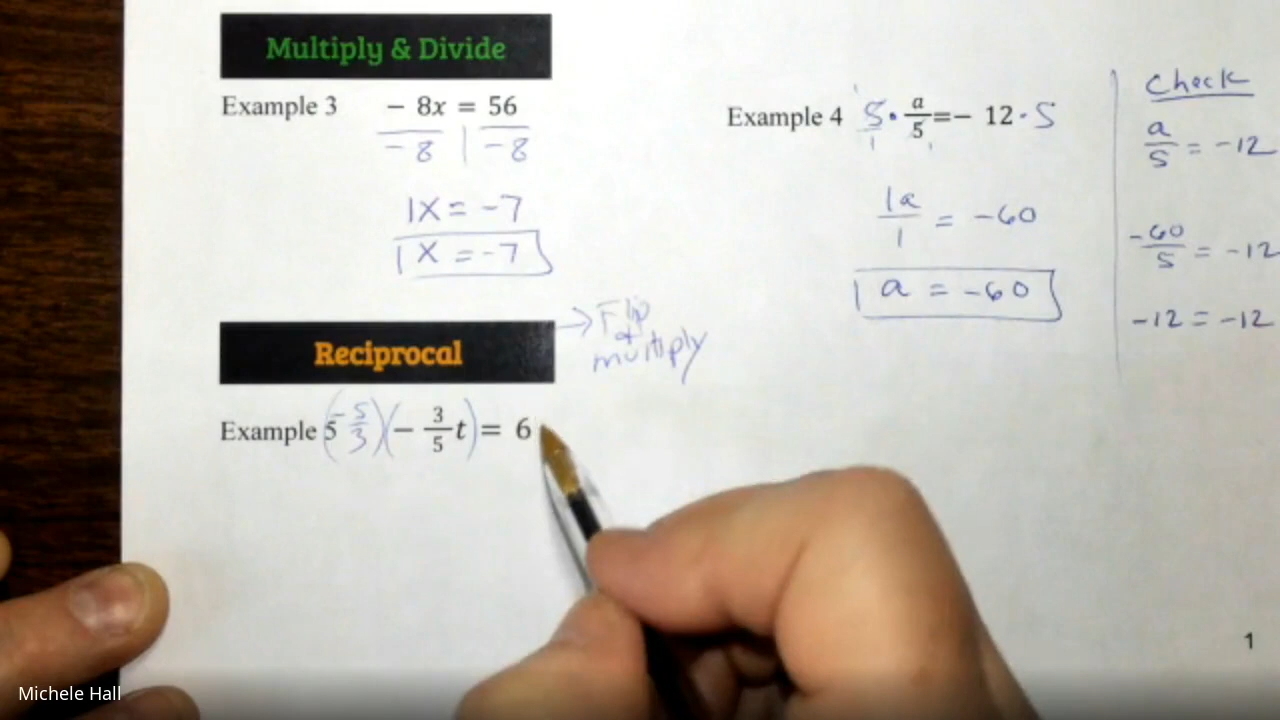 Multiply & Divide
Example 3 - 8x = 56
-8 | -8
1x = -7
x = -7
Example 4 5 · a/5 = - 12 · 5
1a/1 = -60
a = -60
Check
a/5 = -12
-60/5 = -12
-12 = -12
Reciprocal
→ Flip
&
multiply
Example 5 (-5/3)(- 3/5 t) = 6
1
Michele Hall